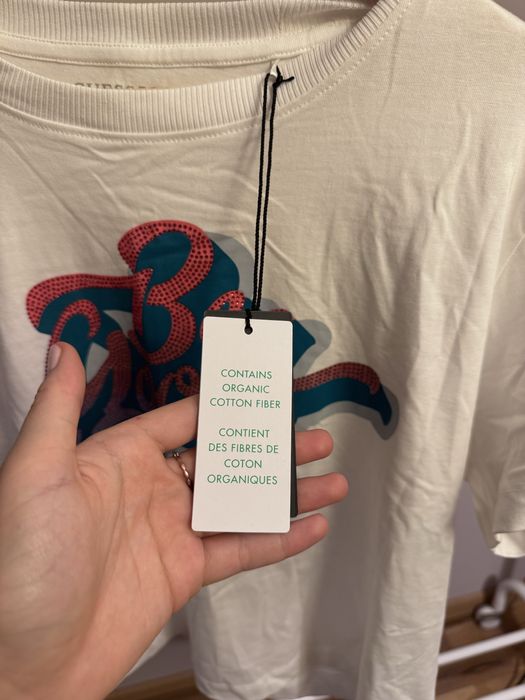 CONTAINS
ORGANIC
COTTON FIBER
CONTIENT
DES FIBRES DE
COTON
ORGANIQUES